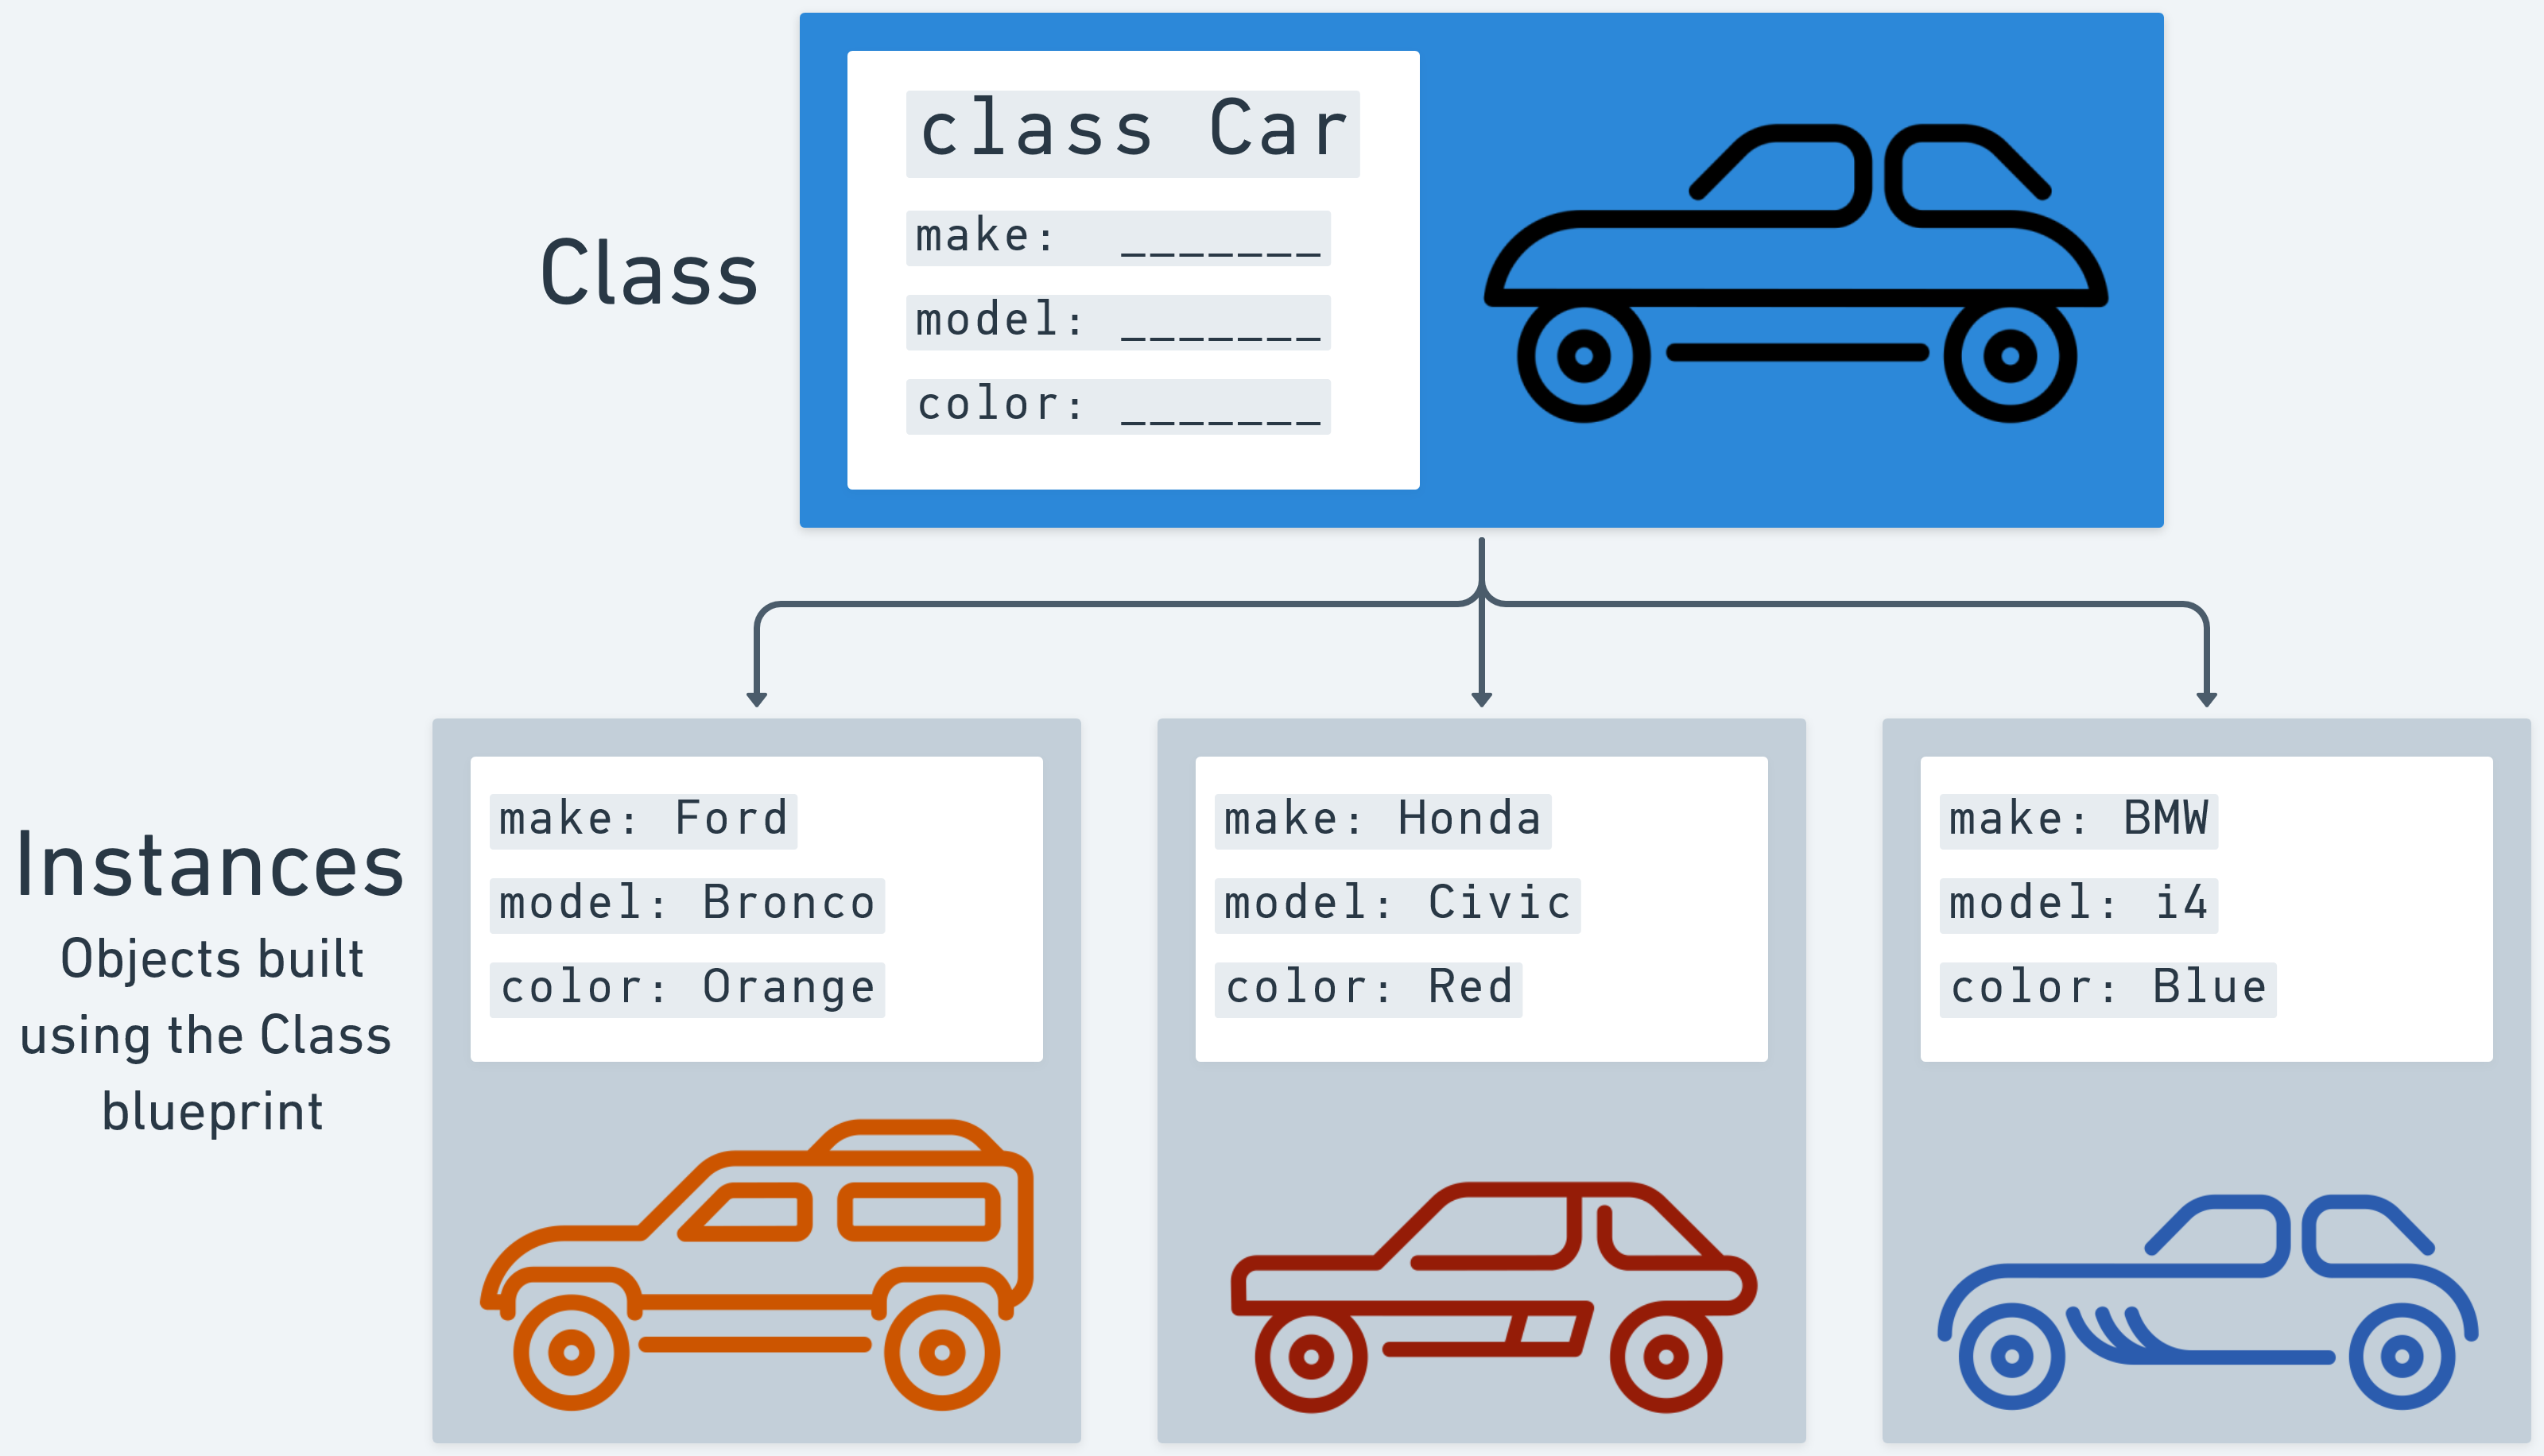 Class
class Car
make: _______
model: _______
color: _______
Instances
Objects built
using the Class
blueprint
make: Ford
model: Bronco
color: Orange
make: Honda
model: Civic
color: Red
make: BMW
model: i4
color: Blue